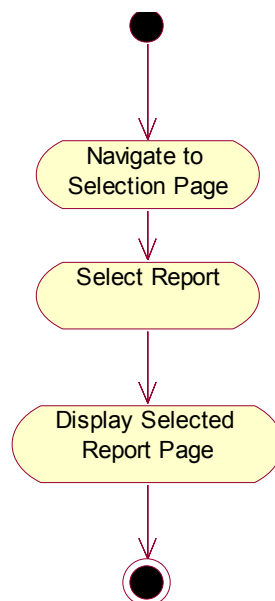 Navigate to
Selection Page
Select Report
Display Selected
Report Page